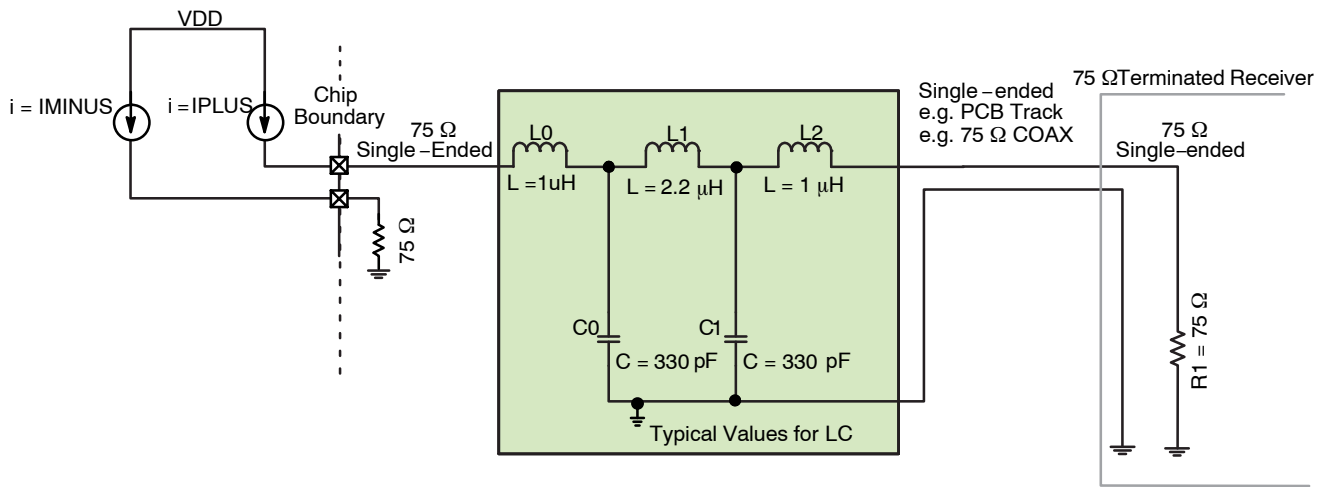 VDD
i = IMINUS
i = IPLUS
Chip
Boundary
75 Ω
Single–Ended
75 Ω
L0
L =1uH
L1
L = 2.2 μH
L2
L = 1 μH
C0
C = 330 pF
C1
C = 330 pF
Typical Values for LC
Single–ended
e.g. PCB Track
e.g. 75 Ω COAX
75 ΩTerminated Receiver
75 Ω
Single–ended
R1 = 75 Ω